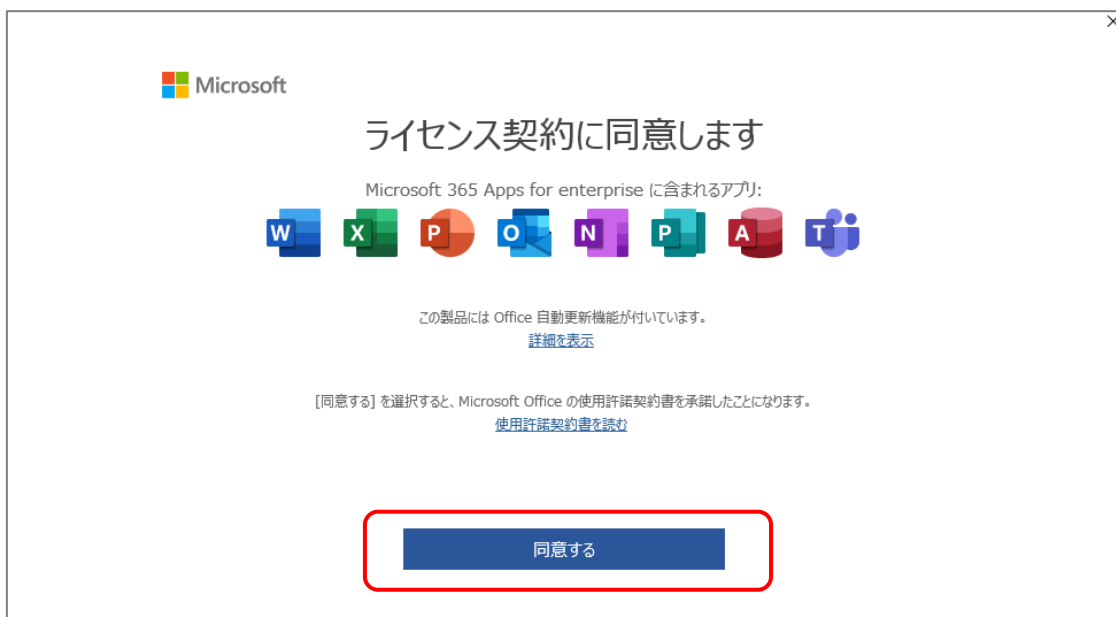 Microsoft
ライセンス契約に同意します
Microsoft 365 Apps for enterprise に含まれるアプリ:
W X P O N P A T
この製品には Office 自動更新機能が付いています。
詳細を表示
[同意する] を選択すると、Microsoft Office の使用許諾契約書を承諾したことになります。
使用許諾契約書を読む
同意する